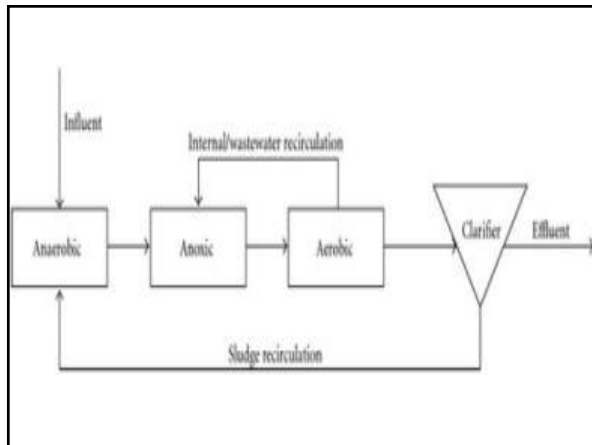 Influent
Internal/wastewater recirculation
Anaerobic
Anoxic
Aerobic
Clarifier
Effluent
Sludge recirculation